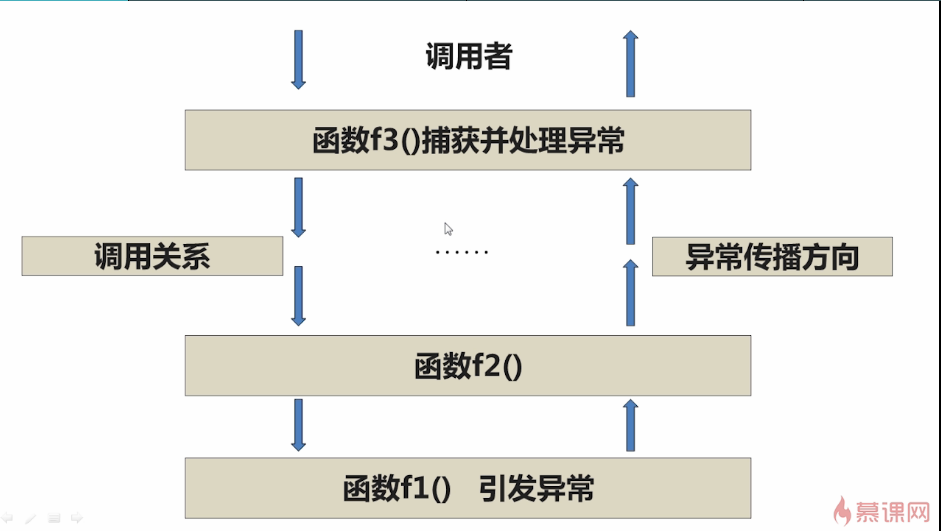 调用者
函数f3()捕获并处理异常
调用关系
......
异常传播方向
函数f2()
函数f1() 引发异常
慕课网